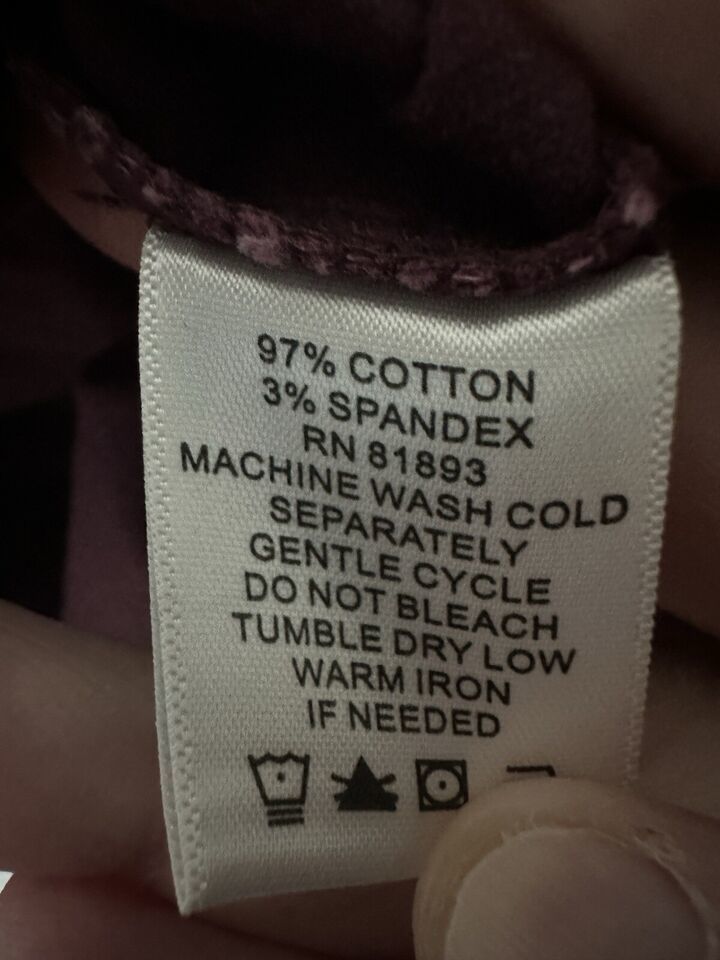 97% COTTON
3% SPANDEX
RN 81893
MACHINE WASH COLD
SEPARATELY
GENTLE CYCLE
DO NOT BLEACH
TUMBLE DRY LOW
WARM IRON
IF NEEDED